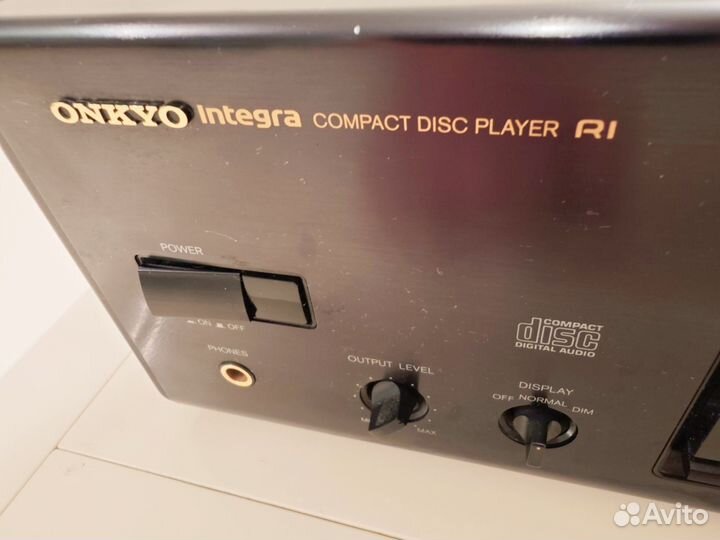 ONKYO Integra COMPACT DISC PLAYER RI
POWER
ON OFF
PHONES
OUTPUT LEVEL
MAX
COMPACT
disc
DIGITAL AUDIO
DISPLAY
OFF NORMAL DIM
Avito